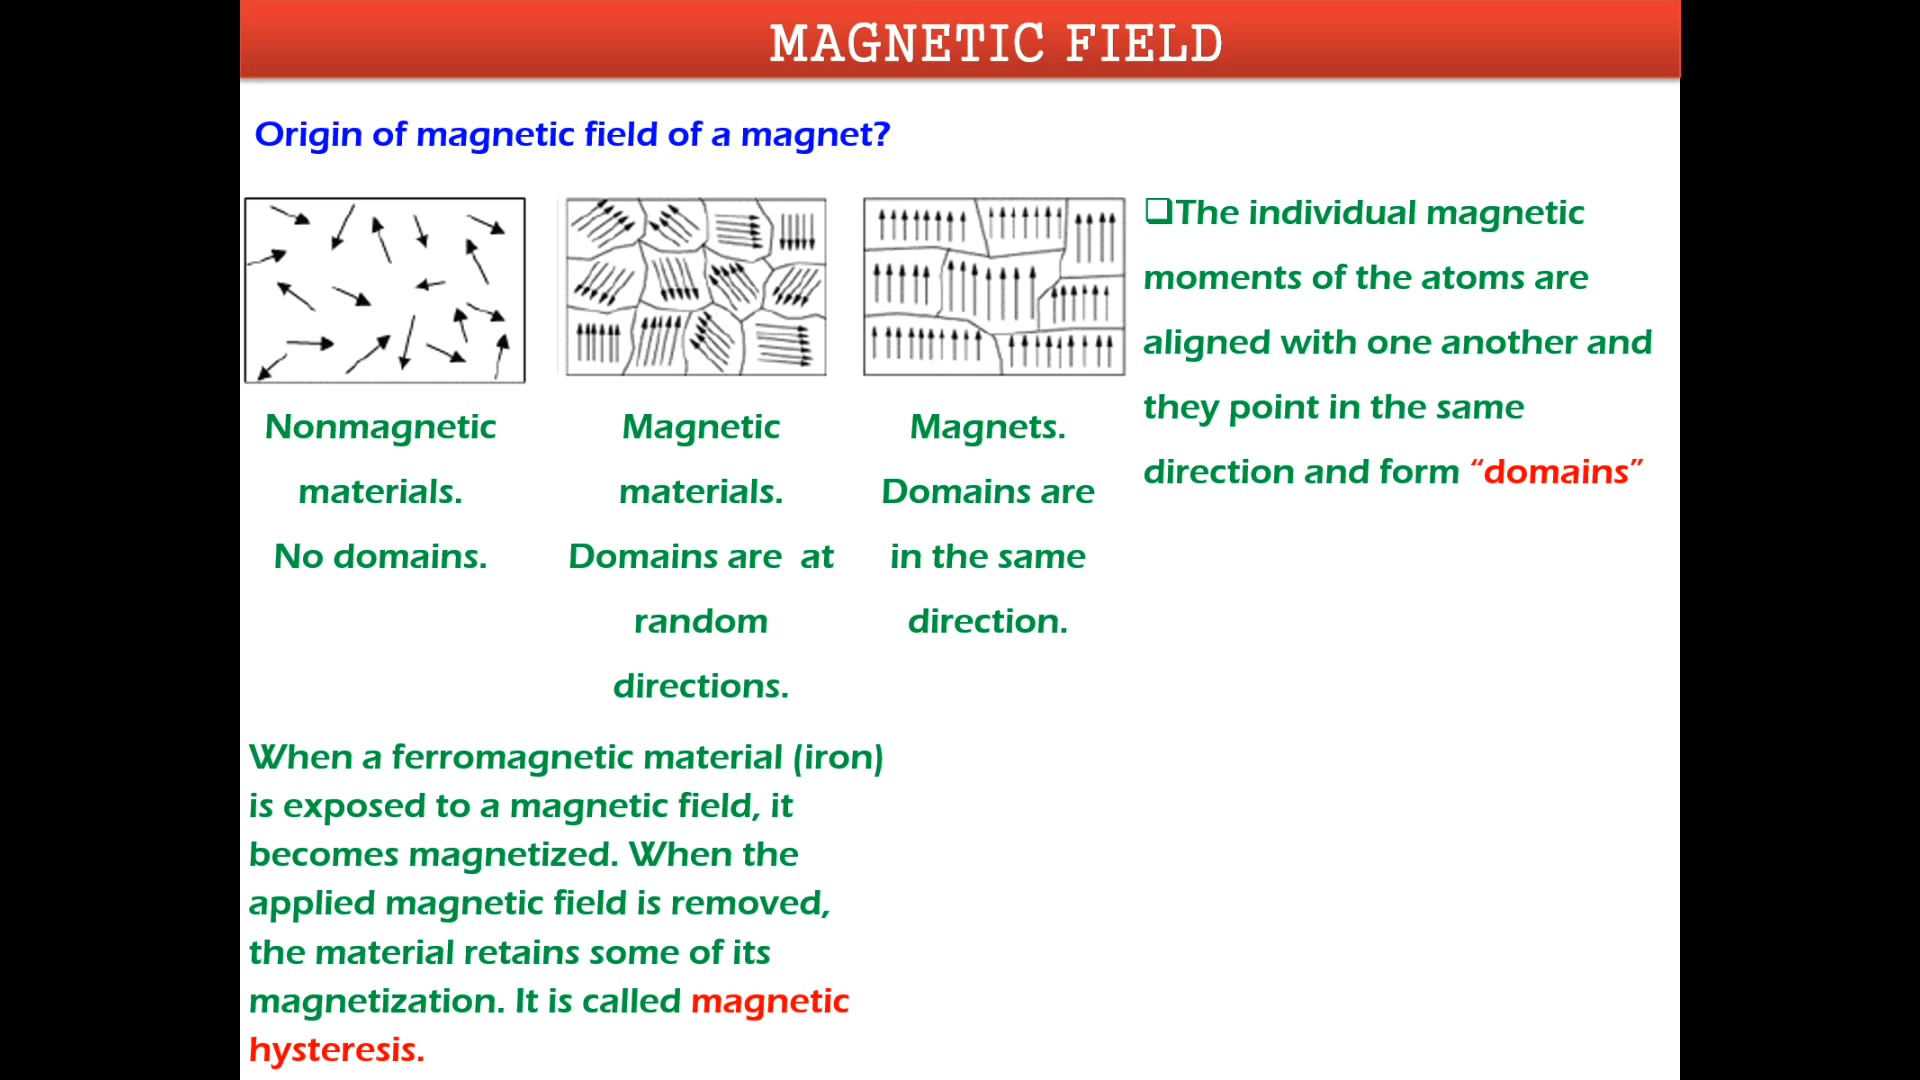 MAGNETIC FIELD
Origin of magnetic field of a magnet?
❑The individual magnetic
moments of the atoms are
aligned with one another and
they point in the same
direction and form “domains”
Nonmagnetic
materials.
No domains.
Magnetic
materials.
Domains are at
random
directions.
Magnets.
Domains are
in the same
direction.
When a ferromagnetic material (iron)
is exposed to a magnetic field, it
becomes magnetized. When the
applied magnetic field is removed,
the material retains some of its
magnetization. It is called magnetic
hysteresis.